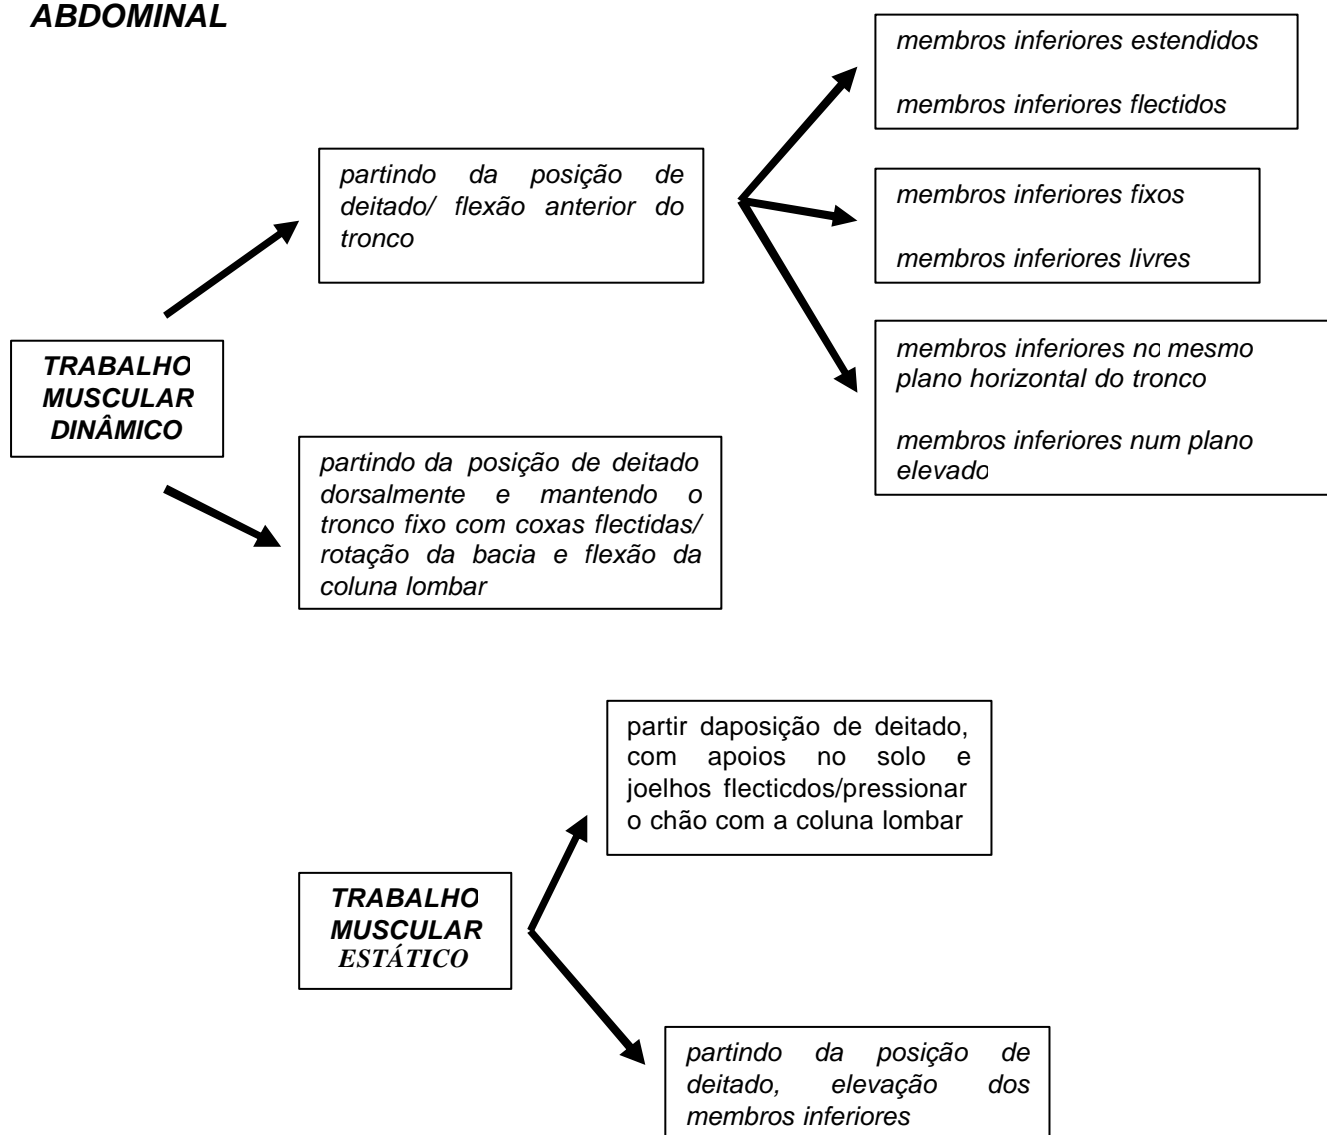 ABDOMINAL
membros inferiores estendidos
membros inferiores flectidos
partindo da posição de
deitado/ flexão anterior do
tronco
membros inferiores fixos
membros inferiores livres
TRABALHO
MUSCULAR
DINÂMICO
membros inferiores no mesmo
plano horizontal do tronco
membros inferiores num plano
elevado
partindo da posição de deitado
dorsalmente e mantendo o
tronco fixo com coxas flectidas/
rotação da bacia e flexão da
coluna lombar
partir daposição de deitado,
com apoios no solo e
joelhos flecticdos/pressionar
o chão com a coluna lombar
TRABALHO
MUSCULAR
ESTÁTICO
partindo da posição de
deitado, elevação dos
membros inferiores